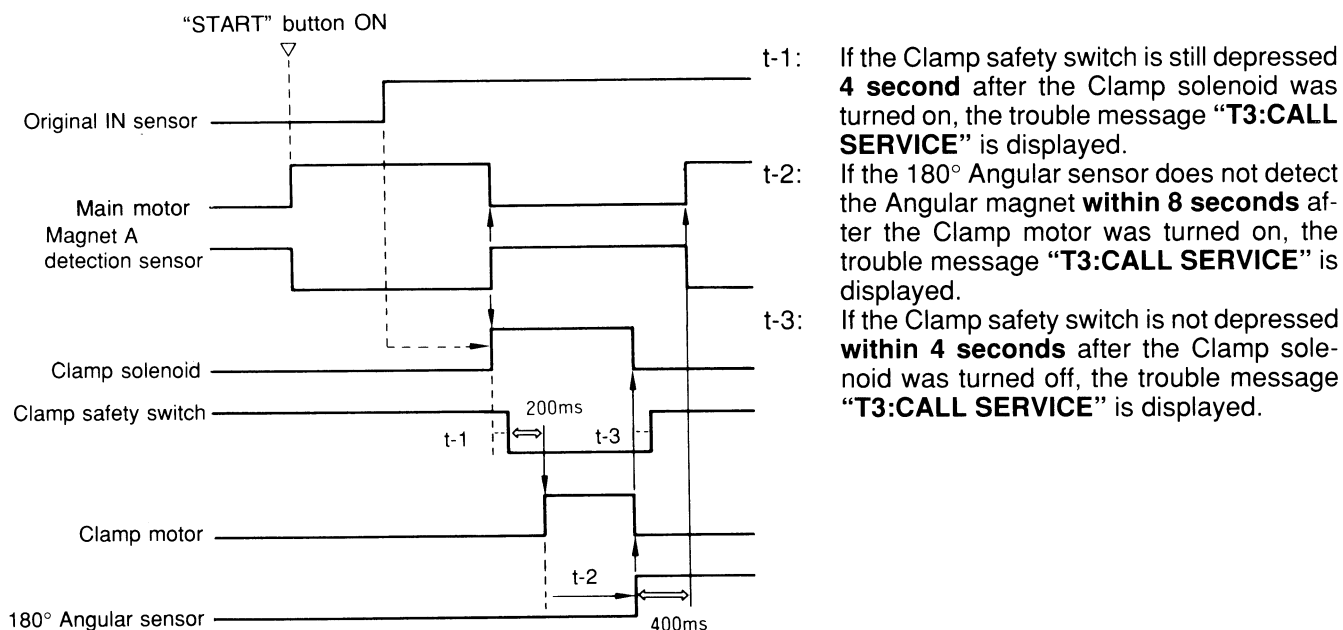 “START” button ON
Original IN sensor
Main motor
Magnet A
detection sensor
Clamp solenoid
Clamp safety switch
200ms
t-1
t-3
Clamp motor
t-2
180° Angular sensor
400ms
t-1: If the Clamp safety switch is still depressed
4 second after the Clamp solenoid was
turned on, the trouble message “T3:CALL
SERVICE” is displayed.
t-2: If the 180° Angular sensor does not detect
the Angular magnet within 8 seconds af-
ter the Clamp motor was turned on, the
trouble message “T3:CALL SERVICE” is
displayed.
t-3: If the Clamp safety switch is not depressed
within 4 seconds after the Clamp sole-
noid was turned off, the trouble message
“T3:CALL SERVICE” is displayed.